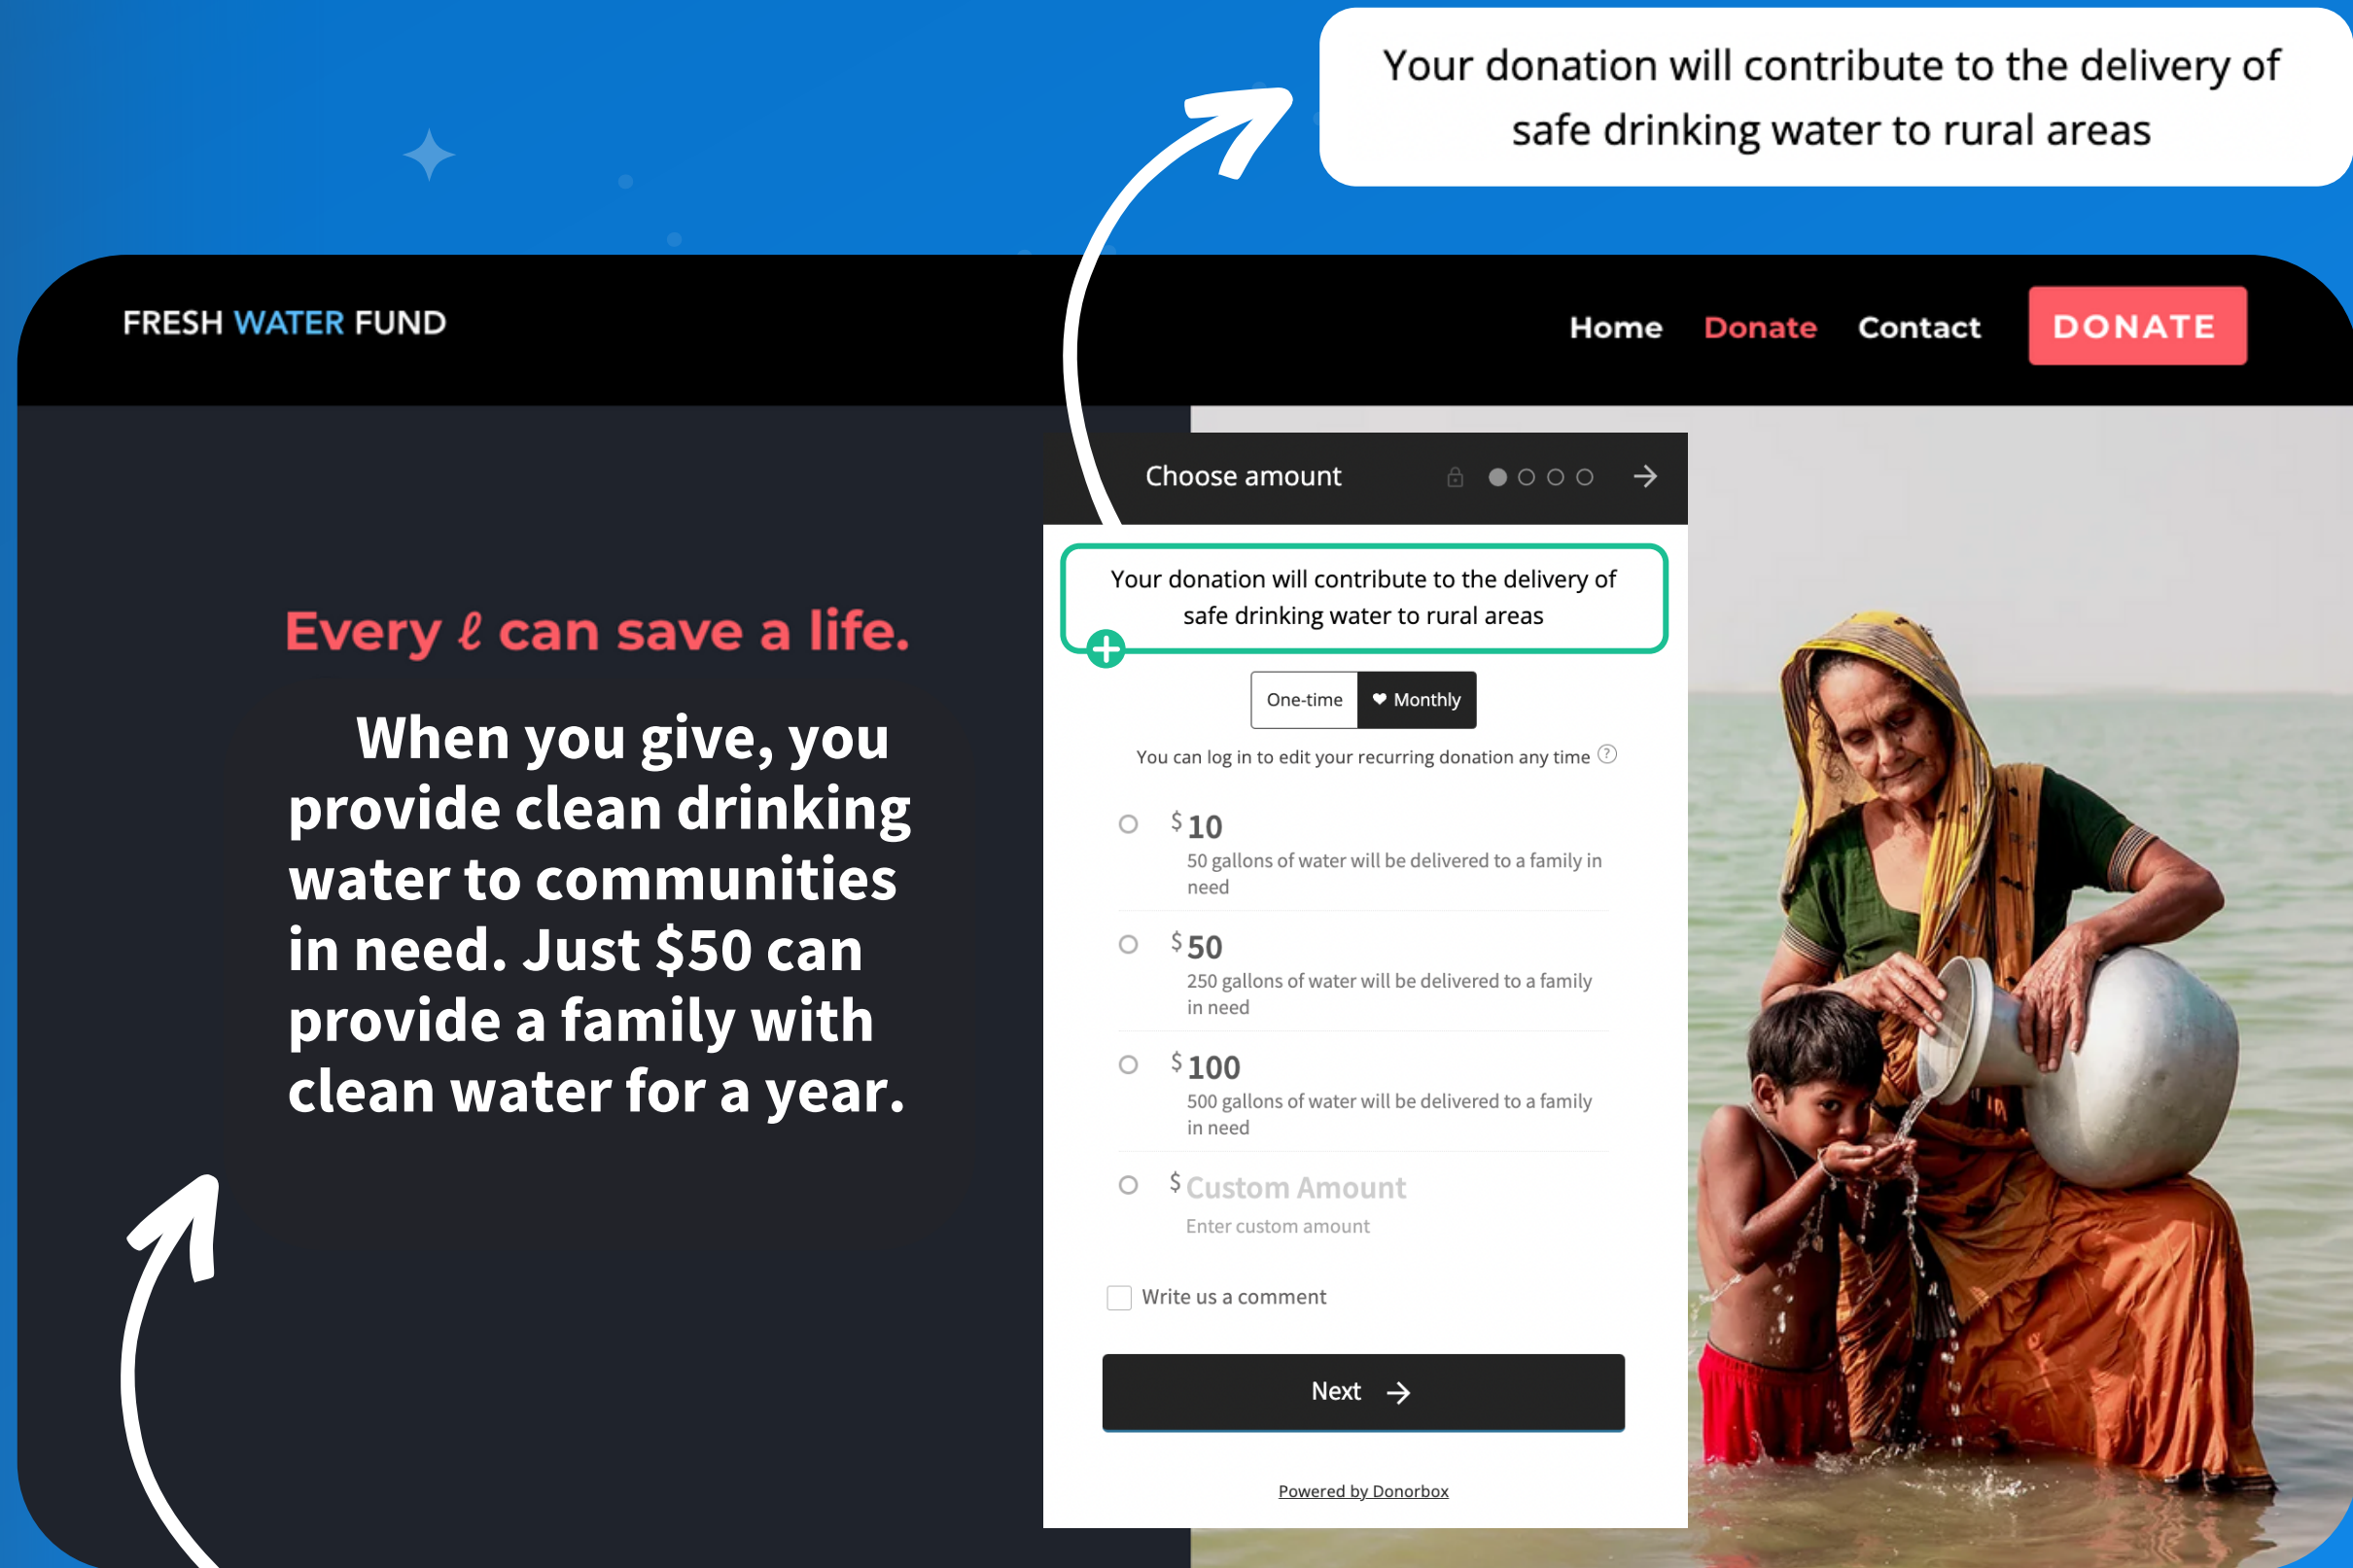 Your donation will contribute to the delivery of
safe drinking water to rural areas
FRESH WATER FUND
Home Donate Contact DONATE
Every ℓ can save a life.
When you give, you
provide clean drinking
water to communities
in need. Just $50 can
provide a family with
clean water for a year.
Choose amount
Your donation will contribute to the delivery of
safe drinking water to rural areas
One-time Monthly
You can log in to edit your recurring donation any time ?
$10
50 gallons of water will be delivered to a family in
need
$50
250 gallons of water will be delivered to a family
in need
$100
500 gallons of water will be delivered to a family
in need
$ Custom Amount
Enter custom amount
Write us a comment
Next
Powered by Donorbox